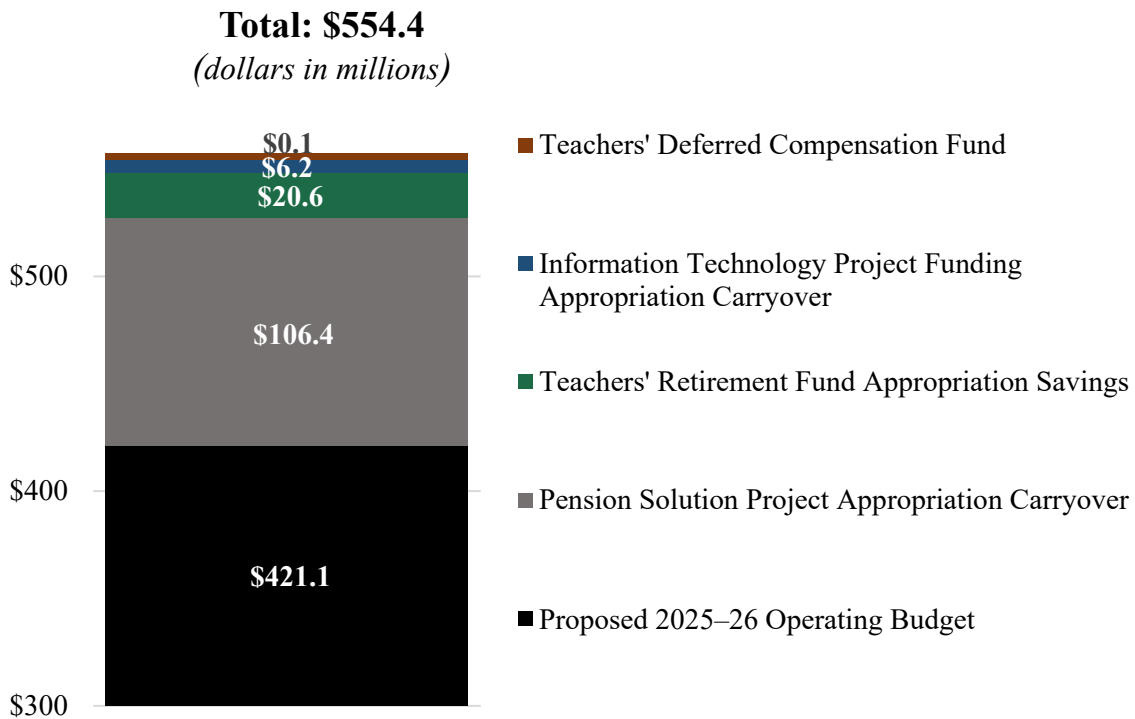 Total: $554.4
(dollars in millions)
$0.1
$6.2
$20.6
$106.4
$421.1
$500
$400
$300
Teachers' Deferred Compensation Fund
Information Technology Project Funding
Appropriation Carryover
Teachers' Retirement Fund Appropriation Savings
Pension Solution Project Appropriation Carryover
Proposed 2025–26 Operating Budget